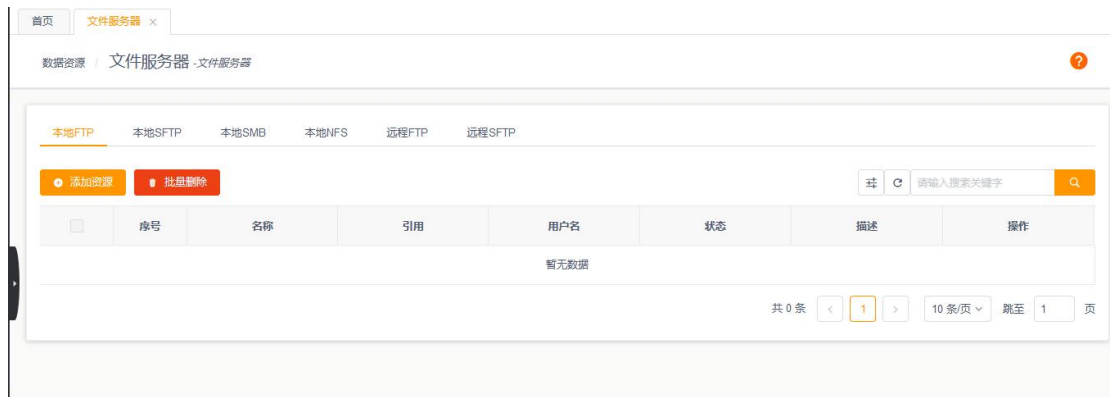 首页 文件服务器 ×
数据资源 / 文件服务器 -文件服务器 ?
本地FTP 本地SFTP 本地SMB 本地NFS 远程FTP 远程SFTP
添加资源 批量删除 请输入搜索关键字
序号 名称 引用 用户名 状态 描述 操作
暂无数据
共 0 条 < 1 > 10 条/页 跳至 1 页